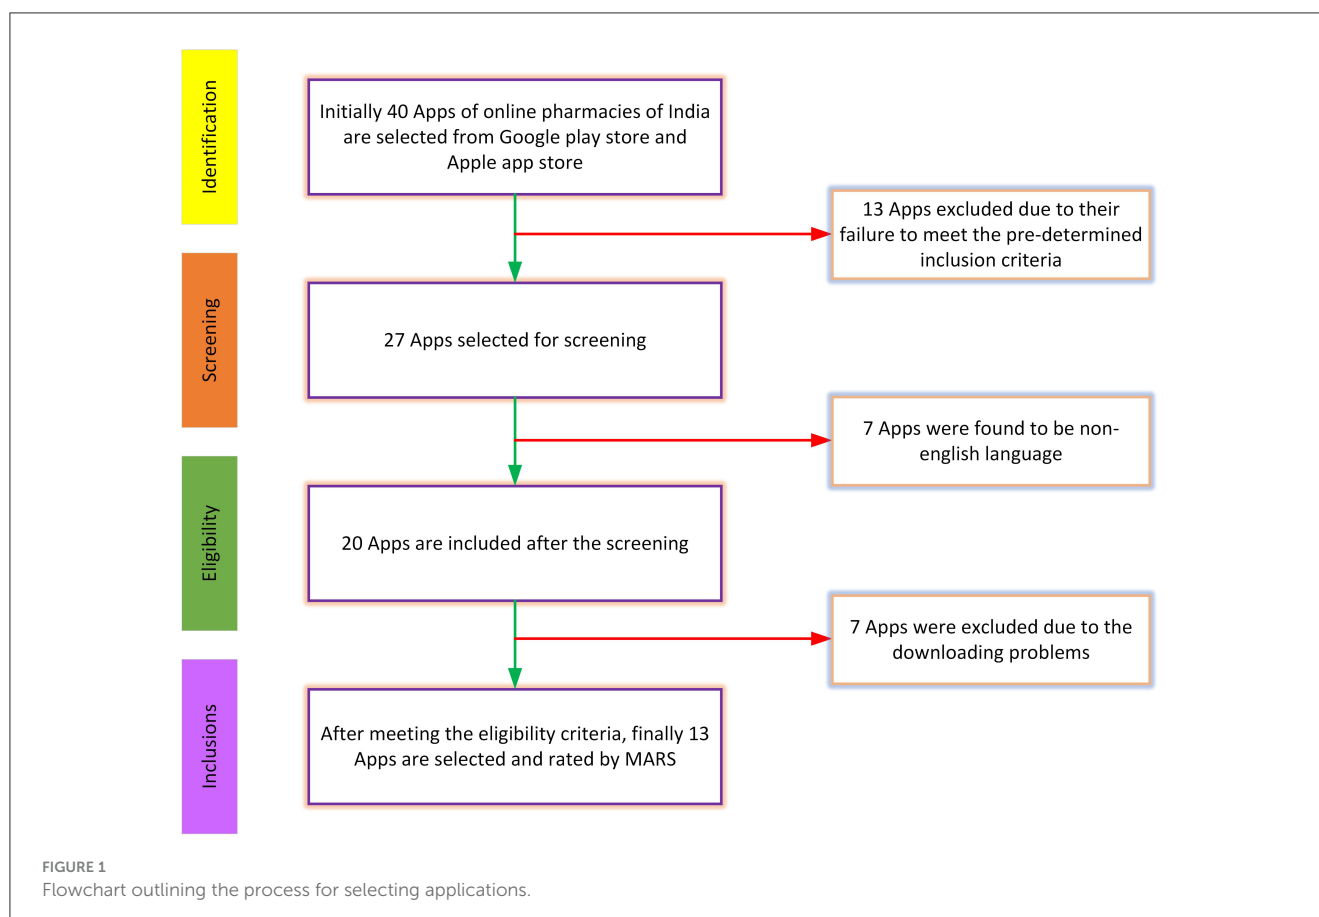 Identification
Initially 40 Apps of online pharmacies of India
are selected from Google play store and
Apple app store
13 Apps excluded due to their
failure to meet the pre-determined
inclusion criteria
Screening
27 Apps selected for screening
7 Apps were found to be non-
english language
Eligibility
20 Apps are included after the screening
7 Apps were excluded due to the
downloading problems
Inclusions
After meeting the eligibility criteria, finally 13
Apps are selected and rated by MARS
FIGURE 1
Flowchart outlining the process for selecting applications.